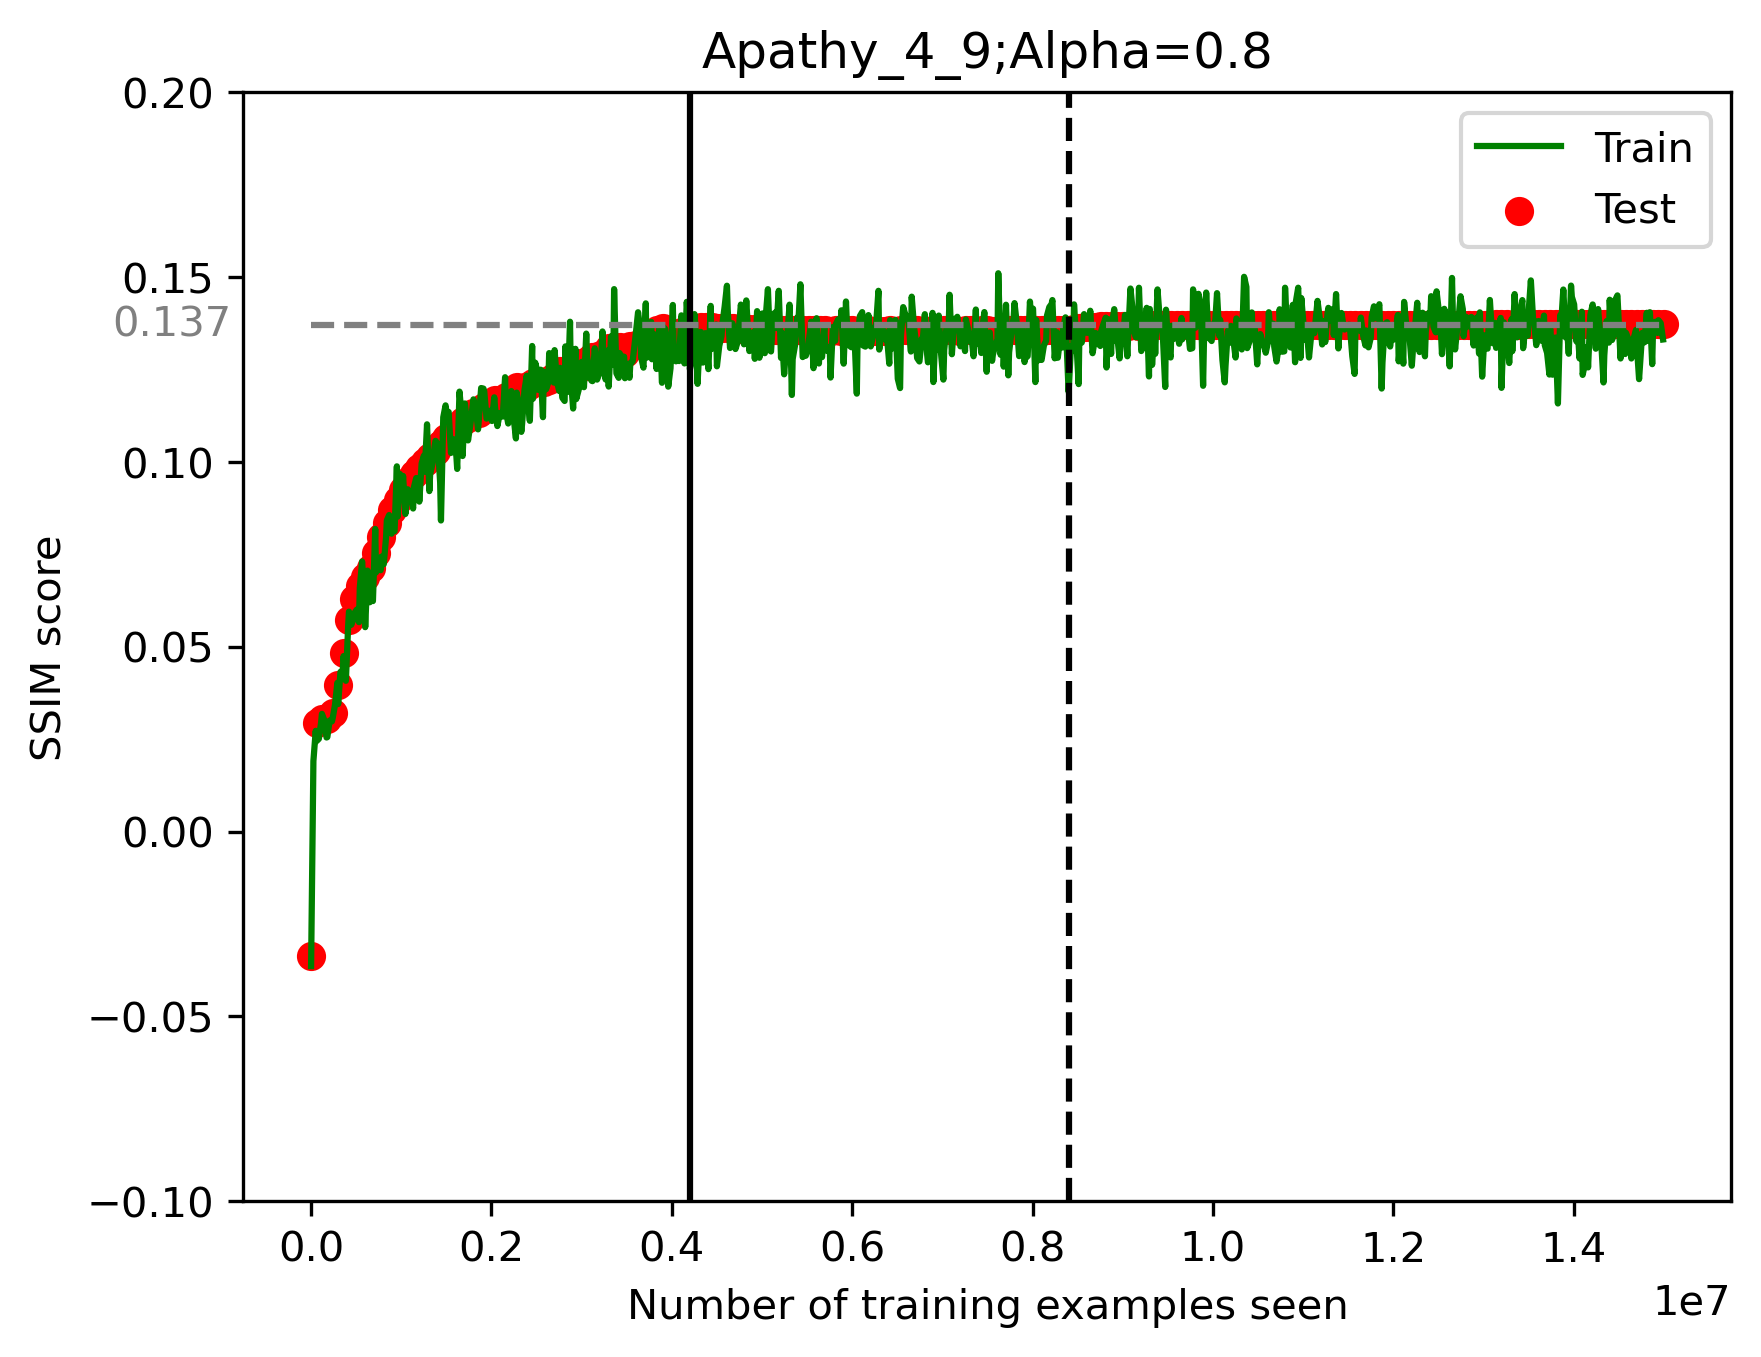 Apathy_4_9;Alpha=0.8
0.20
0.15
0.137
0.10
0.05
0.00
−0.05
−0.10
SSIM score
Train
Test
0.0 0.2 0.4 0.6 0.8 1.0 1.2 1.4
1e7
Number of training examples seen